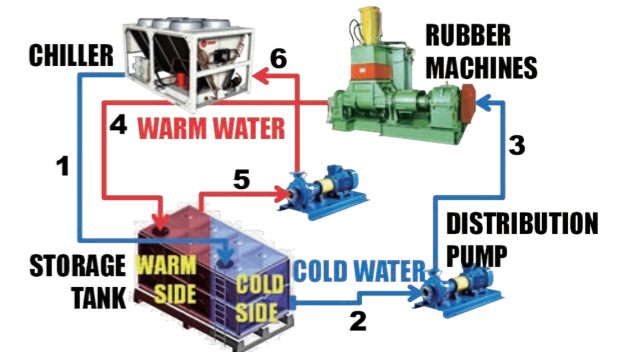 CHILLER
6
RUBBER
MACHINES
4
WARM WATER
1
3
5
DISTRIBUTION
PUMP
STORAGE
TANK
WARM
SIDE
COLD
SIDE
COLD WATER
2